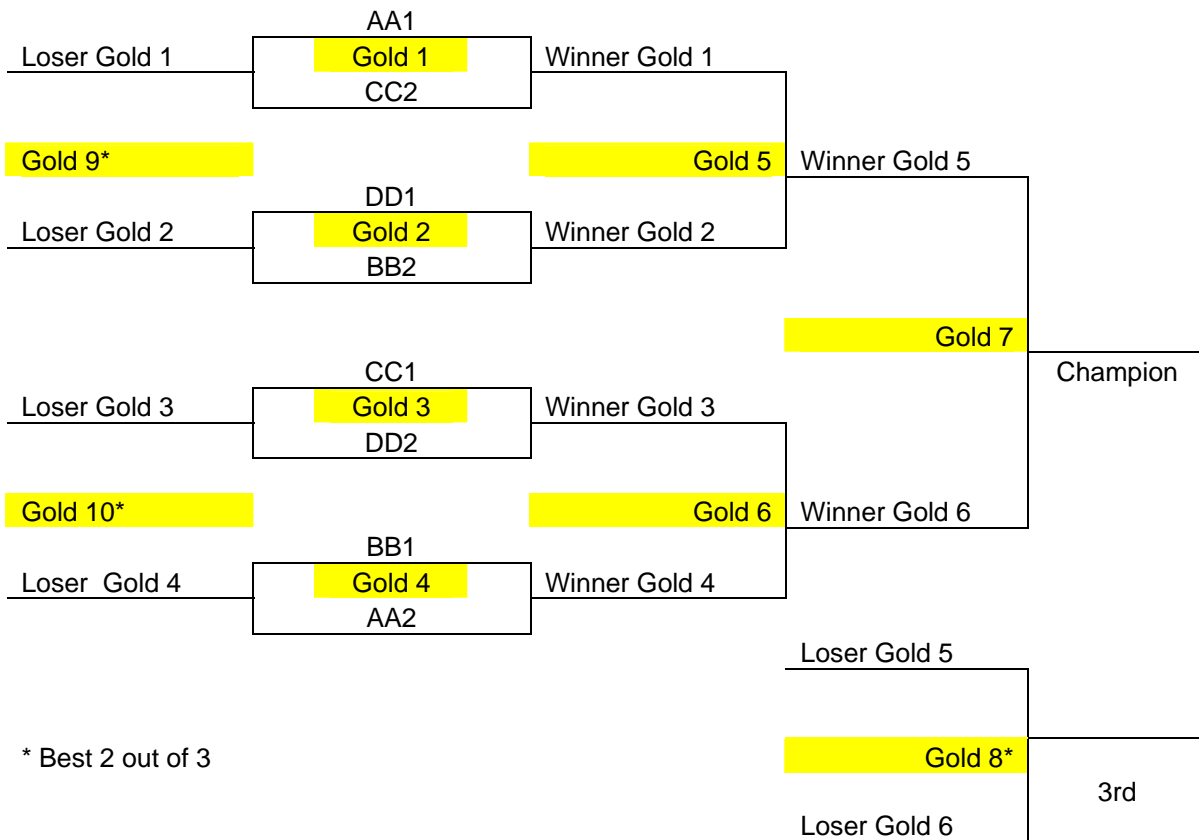 AA1
Loser Gold 1 Gold 1 Winner Gold 1
CC2
Gold 9* Gold 5 Winner Gold 5
DD1
Loser Gold 2 Gold 2 Winner Gold 2
BB2
Gold 7
CC1 Champion
Loser Gold 3 Gold 3 Winner Gold 3
DD2
Gold 10* Gold 6 Winner Gold 6
BB1
Loser Gold 4 Gold 4 Winner Gold 4
AA2
Loser Gold 5
* Best 2 out of 3 Gold 8*
3rd
Loser Gold 6